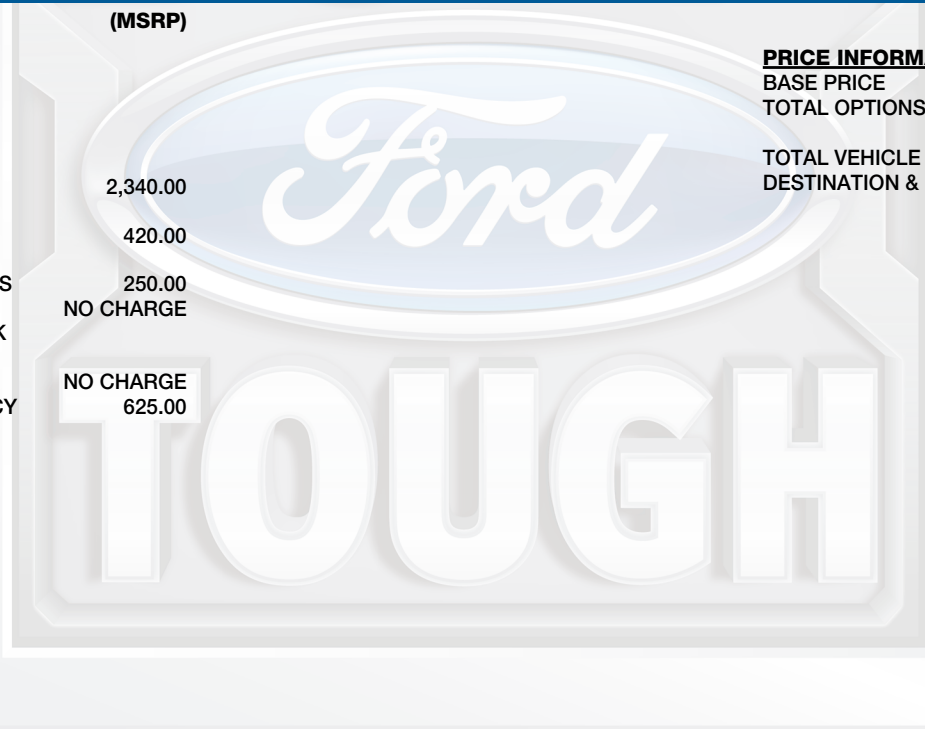 (MSRP)
2,340.00
420.00
S 250.00
NO CHARGE
K
NO CHARGE
CY 625.00
PRICE INFORMA
BASE PRICE
TOTAL OPTIONS
TOTAL VEHICLE
DESTINATION &
Ford
TOUGH